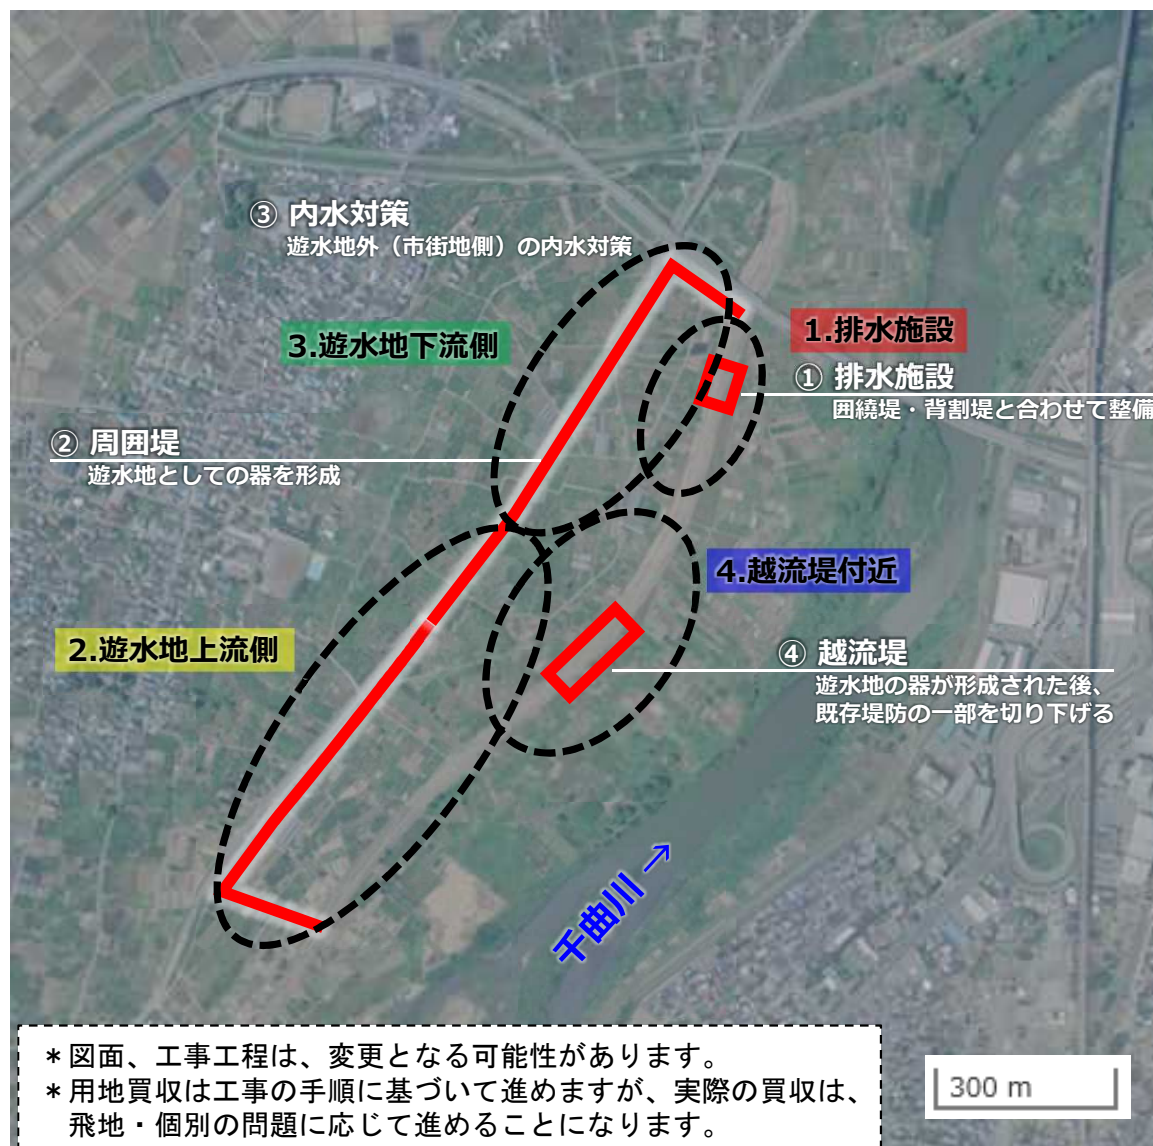 ③ 内水対策
遊水地外（市街地側）の内水対策
3.遊水地下流側
1.排水施設
① 排水施設
囲繞堤・背割堤と合わせて整備
② 周囲堤
遊水地としての器を形成
4.越流堤付近
2.遊水地上流側
④ 越流堤
遊水地の器が形成された後、
既存堤防の一部を切り下げる
千曲川→
＊図面、工事工程は、変更となる可能性があります。
＊用地買収は工事の手順に基づいて進めますが、実際の買収は、
飛地・個別の問題に応じて進めることになります。
300 m